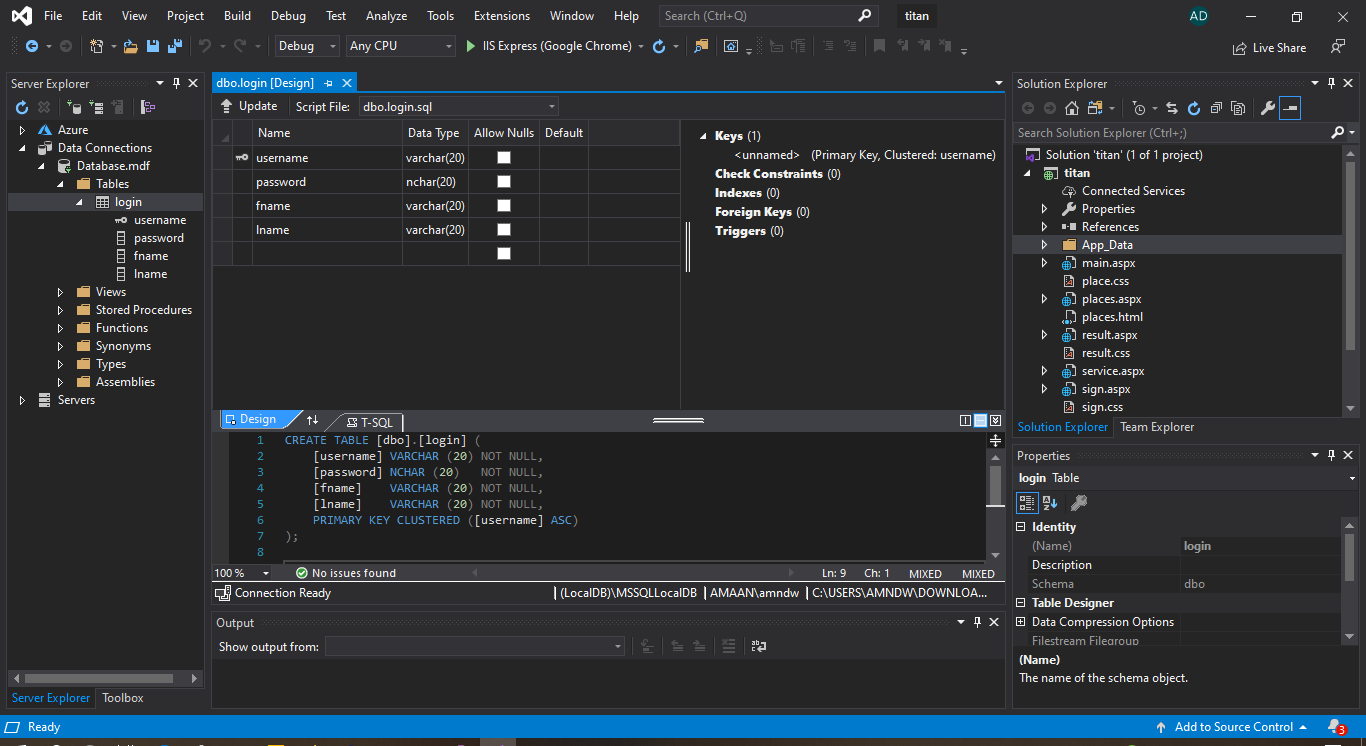 File Edit View Project Build Debug Test Analyze Tools Extensions Window Help Search (Ctrl+Q) titan AD
Debug Any CPU IIS Express (Google Chrome) Live Share
Server Explorer
Azure
Data Connections
Database.mdf
Tables
login
username
password
fname
lname
Views
Stored Procedures
Functions
Synonyms
Types
Assemblies
Servers
Server Explorer Toolbox
dbo.login [Design]
Update Script File: dbo.login.sql
Name Data Type Allow Nulls Default
username varchar(20)
password nchar(20)
fname varchar(20)
lname varchar(20)
Keys (1)
<unnamed> (Primary Key, Clustered: username)
Check Constraints (0)
Indexes (0)
Foreign Keys (0)
Triggers (0)
Design T-SQL
1 CREATE TABLE [dbo].[login] (
2 [username] VARCHAR (20) NOT NULL,
3 [password] NCHAR (20) NOT NULL,
4 [fname] VARCHAR (20) NOT NULL,
5 [lname] VARCHAR (20) NOT NULL,
6 PRIMARY KEY CLUSTERED ([username] ASC)
7 );
8
100 % No issues found Ln: 9 Ch: 1 MIXED MIXED
Connection Ready (LocalDB)\MSSQLLocalDB AMAAN\amndw C:\USERS\AMNDW\DOWNLOA...
Output
Show output from:
Solution Explorer
Search Solution Explorer (Ctrl+;)
Solution 'titan' (1 of 1 project)
titan
Connected Services
Properties
References
App_Data
main.aspx
place.css
places.aspx
places.html
result.aspx
result.css
service.aspx
sign.aspx
sign.css
Solution Explorer Team Explorer
Properties
login Table
Identity
(Name) login
Description
Schema dbo
Table Designer
Data Compression Options
Filestream Filegroup
(Name)
The name of the schema object.
Ready Add to Source Control 3